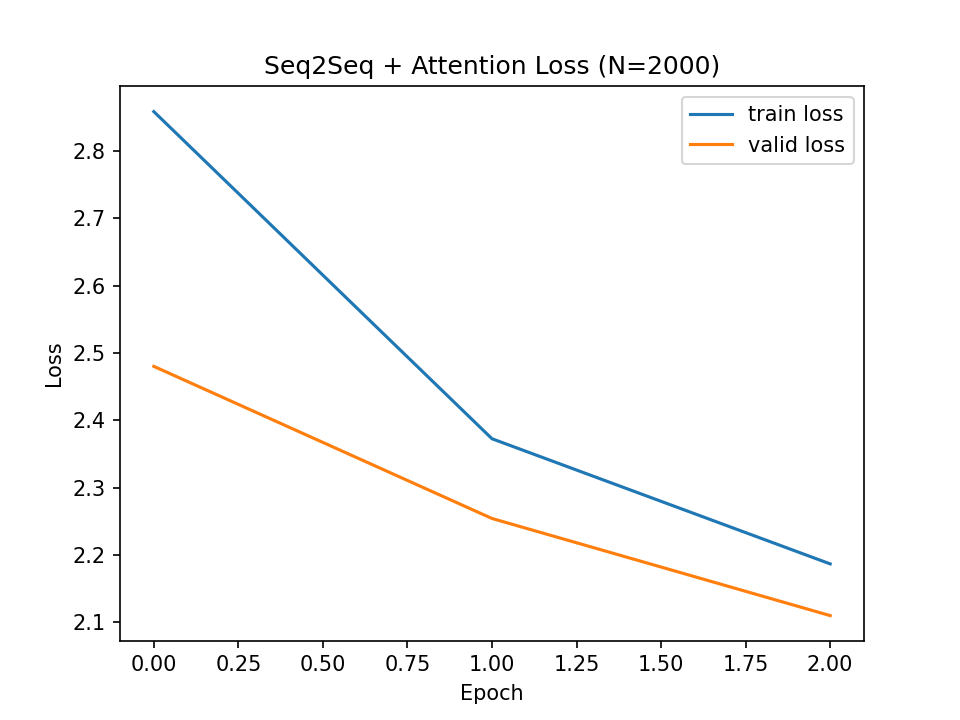 Seq2Seq + Attention Loss (N=2000)
train loss
valid loss
2.8
2.7
2.6
2.5
2.4
2.3
2.2
2.1
Loss
0.00 0.25 0.50 0.75 1.00 1.25 1.50 1.75 2.00
Epoch